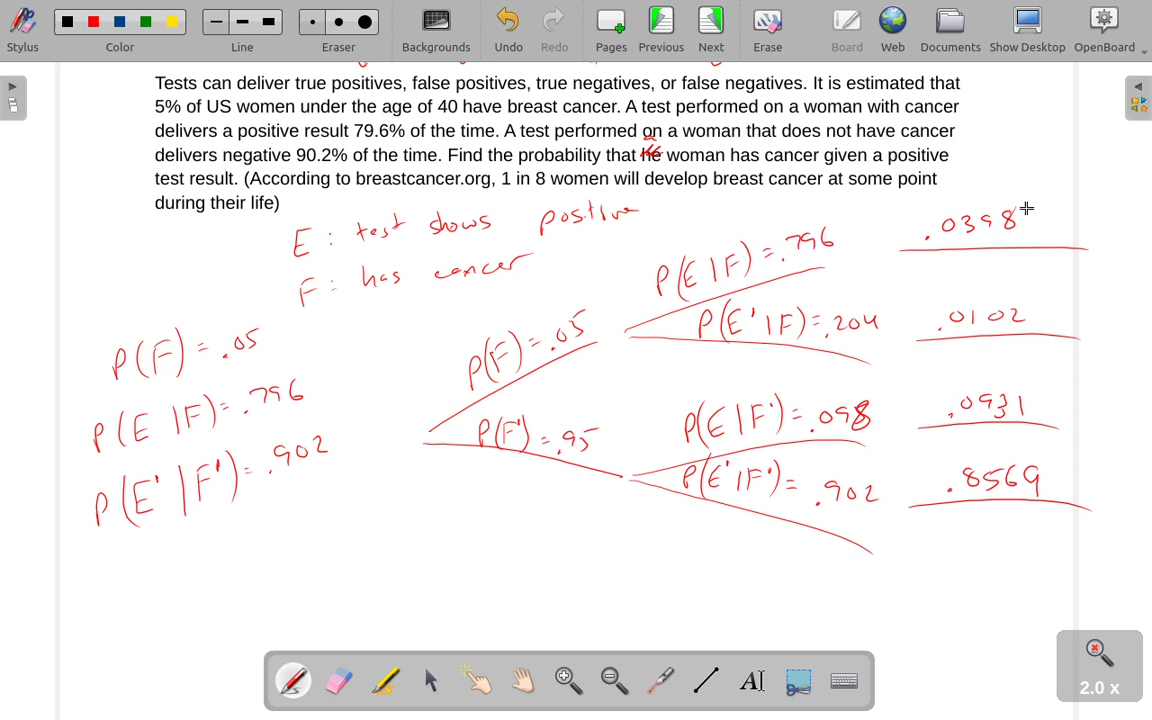 Stylus Color Line Eraser Backgrounds Undo Redo Pages Previous Next Erase Board Web Documents Show Desktop OpenBoard
Tests can deliver true positives, false positives, true negatives, or false negatives. It is estimated that
5% of US women under the age of 40 have breast cancer. A test performed on a woman with cancer
delivers a positive result 79.6% of the time. A test performed on a woman that does not have cancer
delivers negative 90.2% of the time. Find the probability that a woman has cancer given a positive
test result. (According to breastcancer.org, 1 in 8 women will develop breast cancer at some point
during their life)
E : test shows positive
F : has cancer
P(F) = .05
P(E | F) = .796
P(E' | F') = .902
P(F) = .05
P(F') = .95
P(E | F) = .796
.0398
P(E' | F) = .204
.0102
P(E | F') = .098
.0931
P(E' | F') = .902
.8569
2.0 x